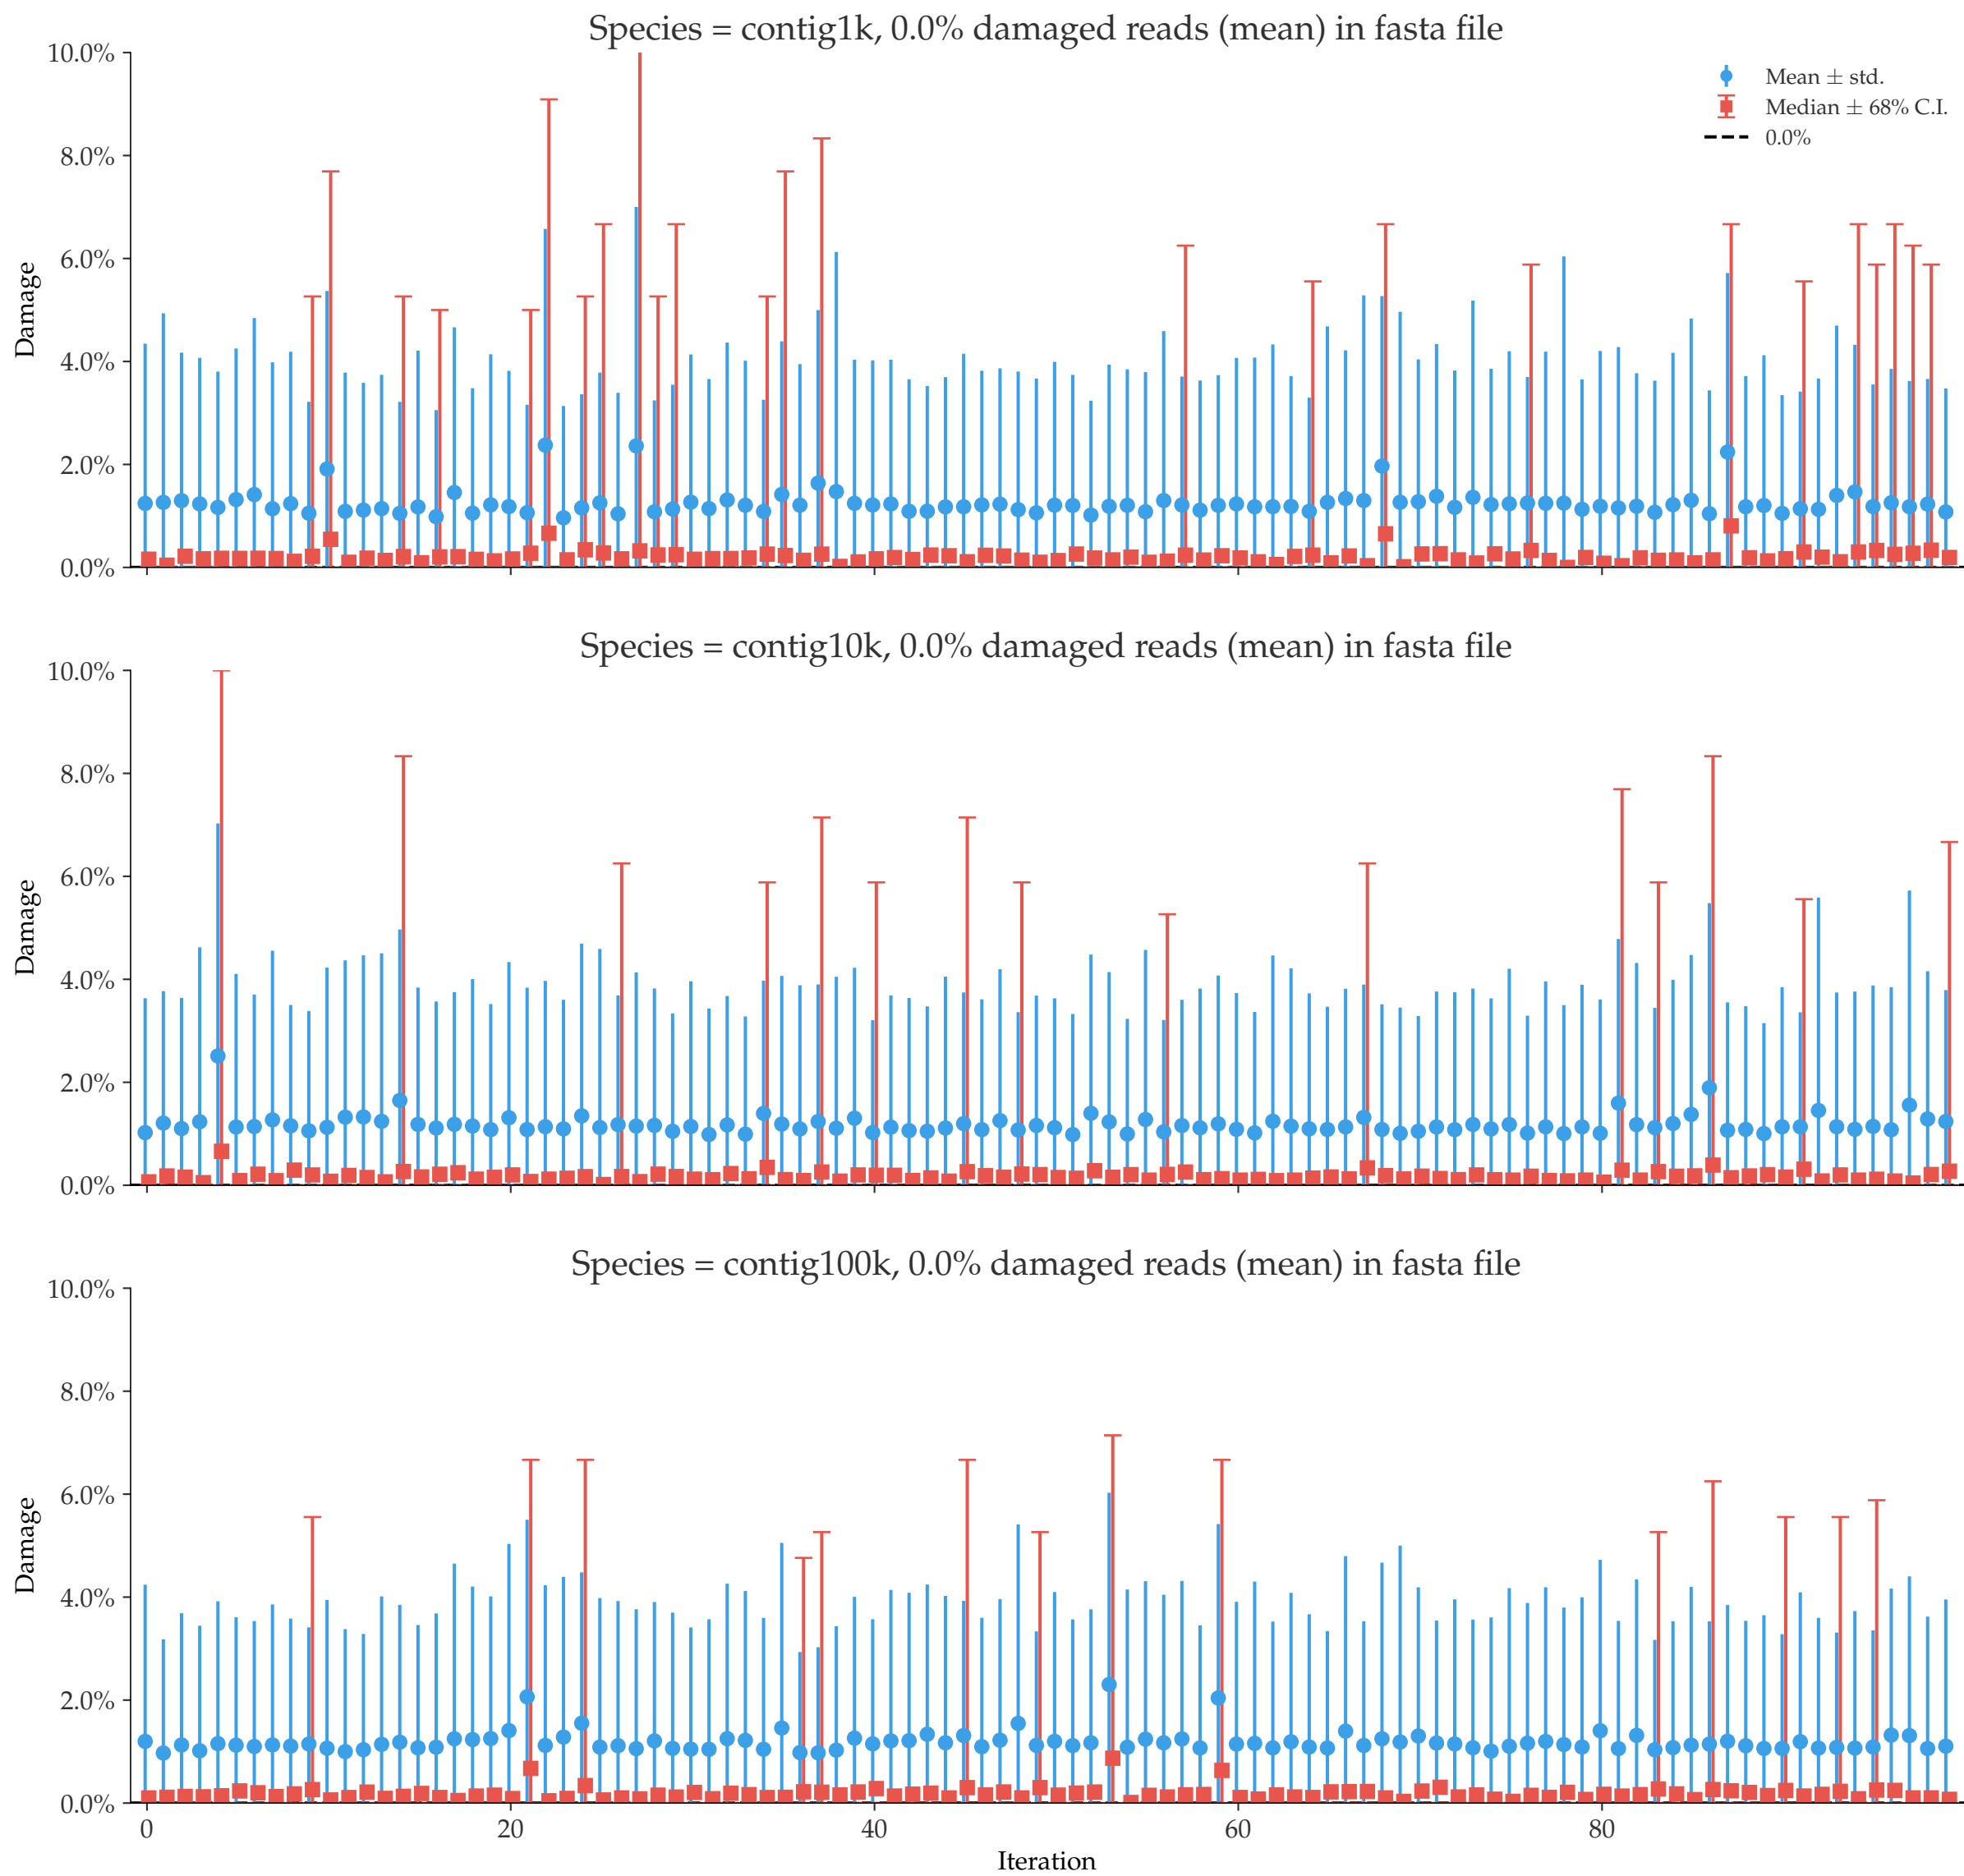 Species = contig1k, 0.0% damaged reads (mean) in fasta file
10.0%
8.0%
6.0%
4.0%
2.0%
0.0%
Damage
Mean ± std.
Median ± 68% C.I.
0.0%
Species = contig10k, 0.0% damaged reads (mean) in fasta file
10.0%
8.0%
6.0%
4.0%
2.0%
0.0%
Damage
Species = contig100k, 0.0% damaged reads (mean) in fasta file
10.0%
8.0%
6.0%
4.0%
2.0%
0.0%
Damage
0 20 40 60 80
Iteration